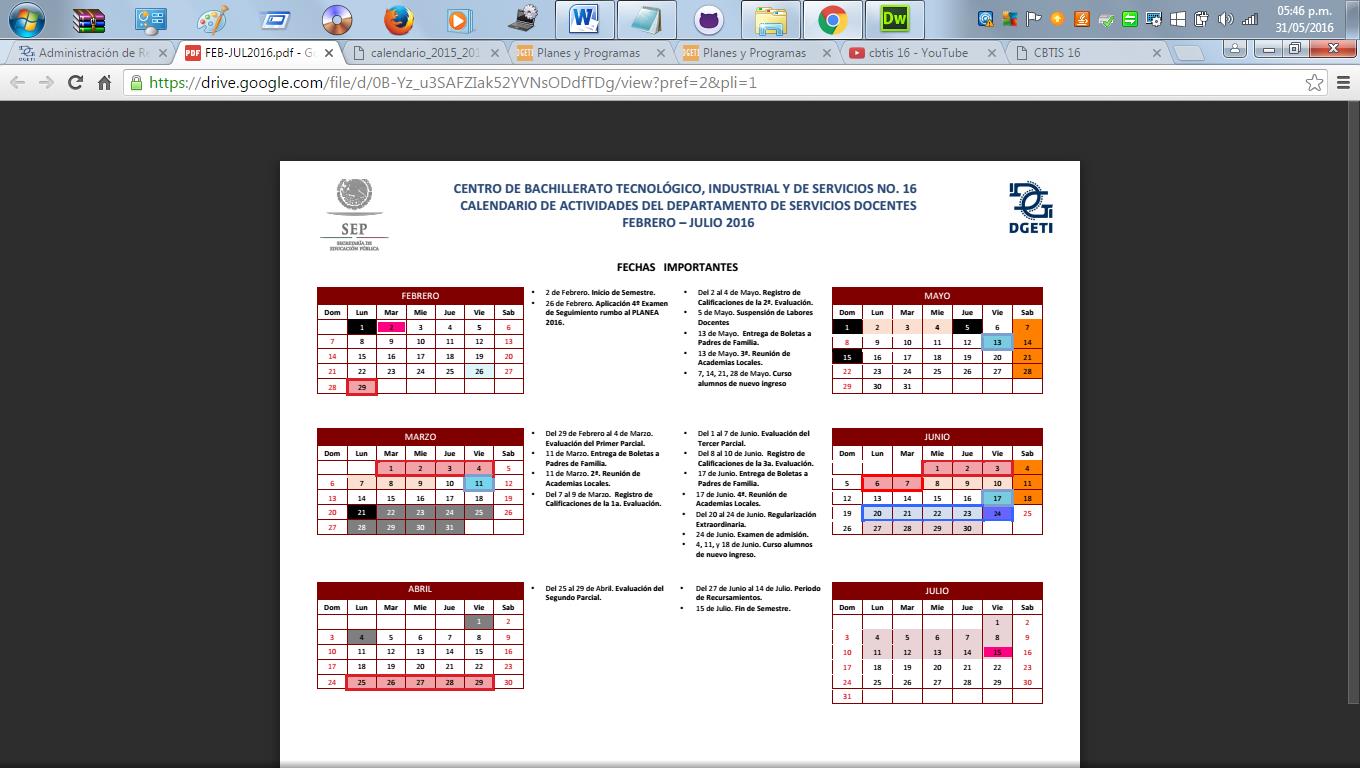 05:46 p.m.
31/05/2016
Administración de Re
FEB-JUL2016.pdf - Go
calendario_2015_201
Planes y Programas
Planes y Programas
cbtis 16 - YouTube
CBTIS 16
https://drive.google.com/file/d/0B-Yz_u3SAFZIak52YVNsODdfTDg/view?pref=2&pli=1
CENTRO DE BACHILLERATO TECNOLÓGICO, INDUSTRIAL Y DE SERVICIOS NO. 16
CALENDARIO DE ACTIVIDADES DEL DEPARTAMENTO DE SERVICIOS DOCENTES
FEBRERO – JULIO 2016
SEP
SECRETARÍA DE
EDUCACIÓN PÚBLICA
DGETI
FECHAS IMPORTANTES
FEBRERO
Dom Lun Mar Mie Jue Vie Sab
1 2 3 4 5 6
7 8 9 10 11 12 13
14 15 16 17 18 19 20
21 22 23 24 25 26 27
28 29
• 2 de Febrero. Inicio de Semestre.
• 26 de Febrero. Aplicación 4º Examen
de Seguimiento rumbo al PLANEA
2016.
• Del 2 al 4 de Mayo. Registro de
Calificaciones de la 2ª. Evaluación.
• 5 de Mayo. Suspensión de Labores
Docentes
• 13 de Mayo. Entrega de Boletas a
Padres de Familia.
• 13 de Mayo. 3ª. Reunión de
Academias Locales.
• 7, 14, 21, 28 de Mayo. Curso
alumnos de nuevo ingreso
MAYO
Dom Lun Mar Mie Jue Vie Sab
1 2 3 4 5 6 7
8 9 10 11 12 13 14
15 16 17 18 19 20 21
22 23 24 25 26 27 28
29 30 31
MARZO
Dom Lun Mar Mie Jue Vie Sab
1 2 3 4 5
6 7 8 9 10 11 12
13 14 15 16 17 18 19
20 21 22 23 24 25 26
27 28 29 30 31
• Del 29 de Febrero al 4 de Marzo.
Evaluación del Primer Parcial.
• 11 de Marzo. Entrega de Boletas a
Padres de Familia.
• 11 de Marzo. 2ª. Reunión de
Academias Locales.
• Del 7 al 9 de Marzo. Registro de
Calificaciones de la 1a. Evaluación.
• Del 1 al 7 de Junio. Evaluación del
Tercer Parcial.
• Del 8 al 10 de Junio. Registro de
Calificaciones de la 3a. Evaluación.
• 17 de Junio. Entrega de Boletas a
Padres de Familia.
• 17 de Junio. 4ª. Reunión de
Academias Locales.
• Del 20 al 24 de Junio. Regularización
Extraordinaria.
• 24 de Junio. Examen de admisión.
• 4, 11, y 18 de Junio. Curso alumnos
de nuevo ingreso.
JUNIO
Dom Lun Mar Mie Jue Vie Sab
1 2 3 4
5 6 7 8 9 10 11
12 13 14 15 16 17 18
19 20 21 22 23 24 25
26 27 28 29 30
ABRIL
Dom Lun Mar Mie Jue Vie Sab
1 2
3 4 5 6 7 8 9
10 11 12 13 14 15 16
17 18 19 20 21 22 23
24 25 26 27 28 29 30
• Del 25 al 29 de Abril. Evaluación del
Segundo Parcial.
• Del 27 de Junio al 14 de Julio. Periodo
de Recursamientos.
• 15 de Julio. Fin de Semestre.
JULIO
Dom Lun Mar Mie Jue Vie Sab
1 2
3 4 5 6 7 8 9
10 11 12 13 14 15 16
17 18 19 20 21 22 23
24 25 26 27 28 29 30
31